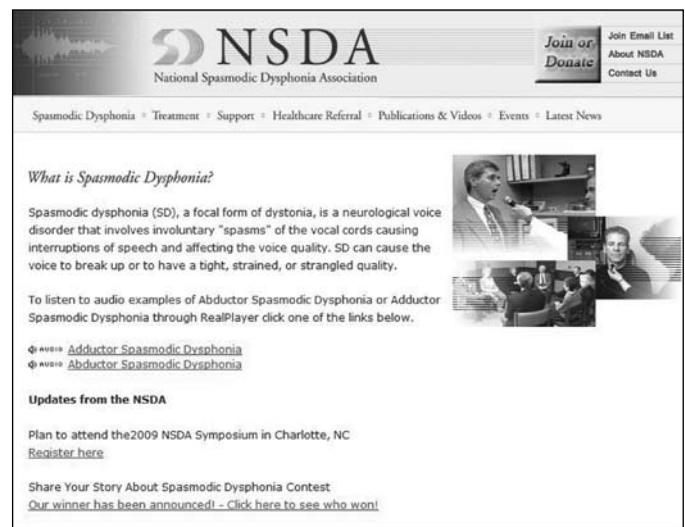 NSDA
National Spasmodic Dysphonia Association
Join or
Donate
Join Email List
About NSDA
Contact Us
Spasmodic Dysphonia Treatment Support Healthcare Referral Publications & Videos Events Latest News
What is Spasmodic Dysphonia?
Spasmodic dysphonia (SD), a focal form of dystonia, is a neurological voice
disorder that involves involuntary "spasms" of the vocal cords causing
interruptions of speech and affecting the voice quality. SD can cause the
voice to break up or to have a tight, strained, or strangled quality.
To listen to audio examples of Abductor Spasmodic Dysphonia or Adductor
Spasmodic Dysphonia through RealPlayer click one of the links below.
AUDIO Adductor Spasmodic Dysphonia
AUDIO Abductor Spasmodic Dysphonia
Updates from the NSDA
Plan to attend the2009 NSDA Symposium in Charlotte, NC
Register here
Share Your Story About Spasmodic Dysphonia Contest
Our winner has been announced! - Click here to see who won!